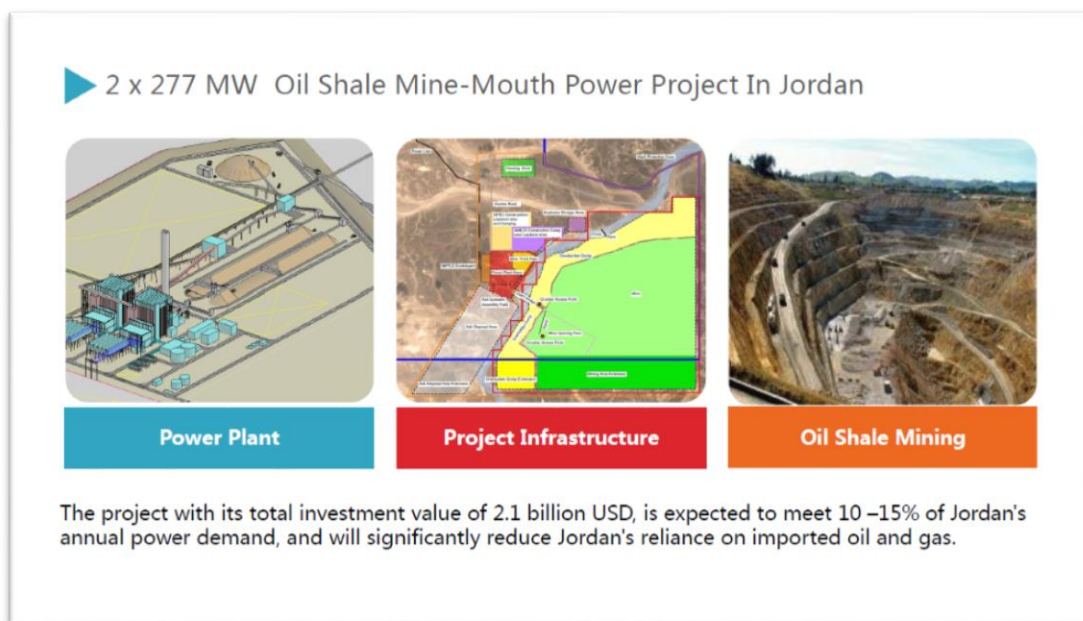 2 x 277 MW Oil Shale Mine-Mouth Power Project In Jordan
Power Plant
Project Infrastructure
Oil Shale Mining
The project with its total investment value of 2.1 billion USD, is expected to meet 10 –15% of Jordan's
annual power demand, and will significantly reduce Jordan's reliance on imported oil and gas.